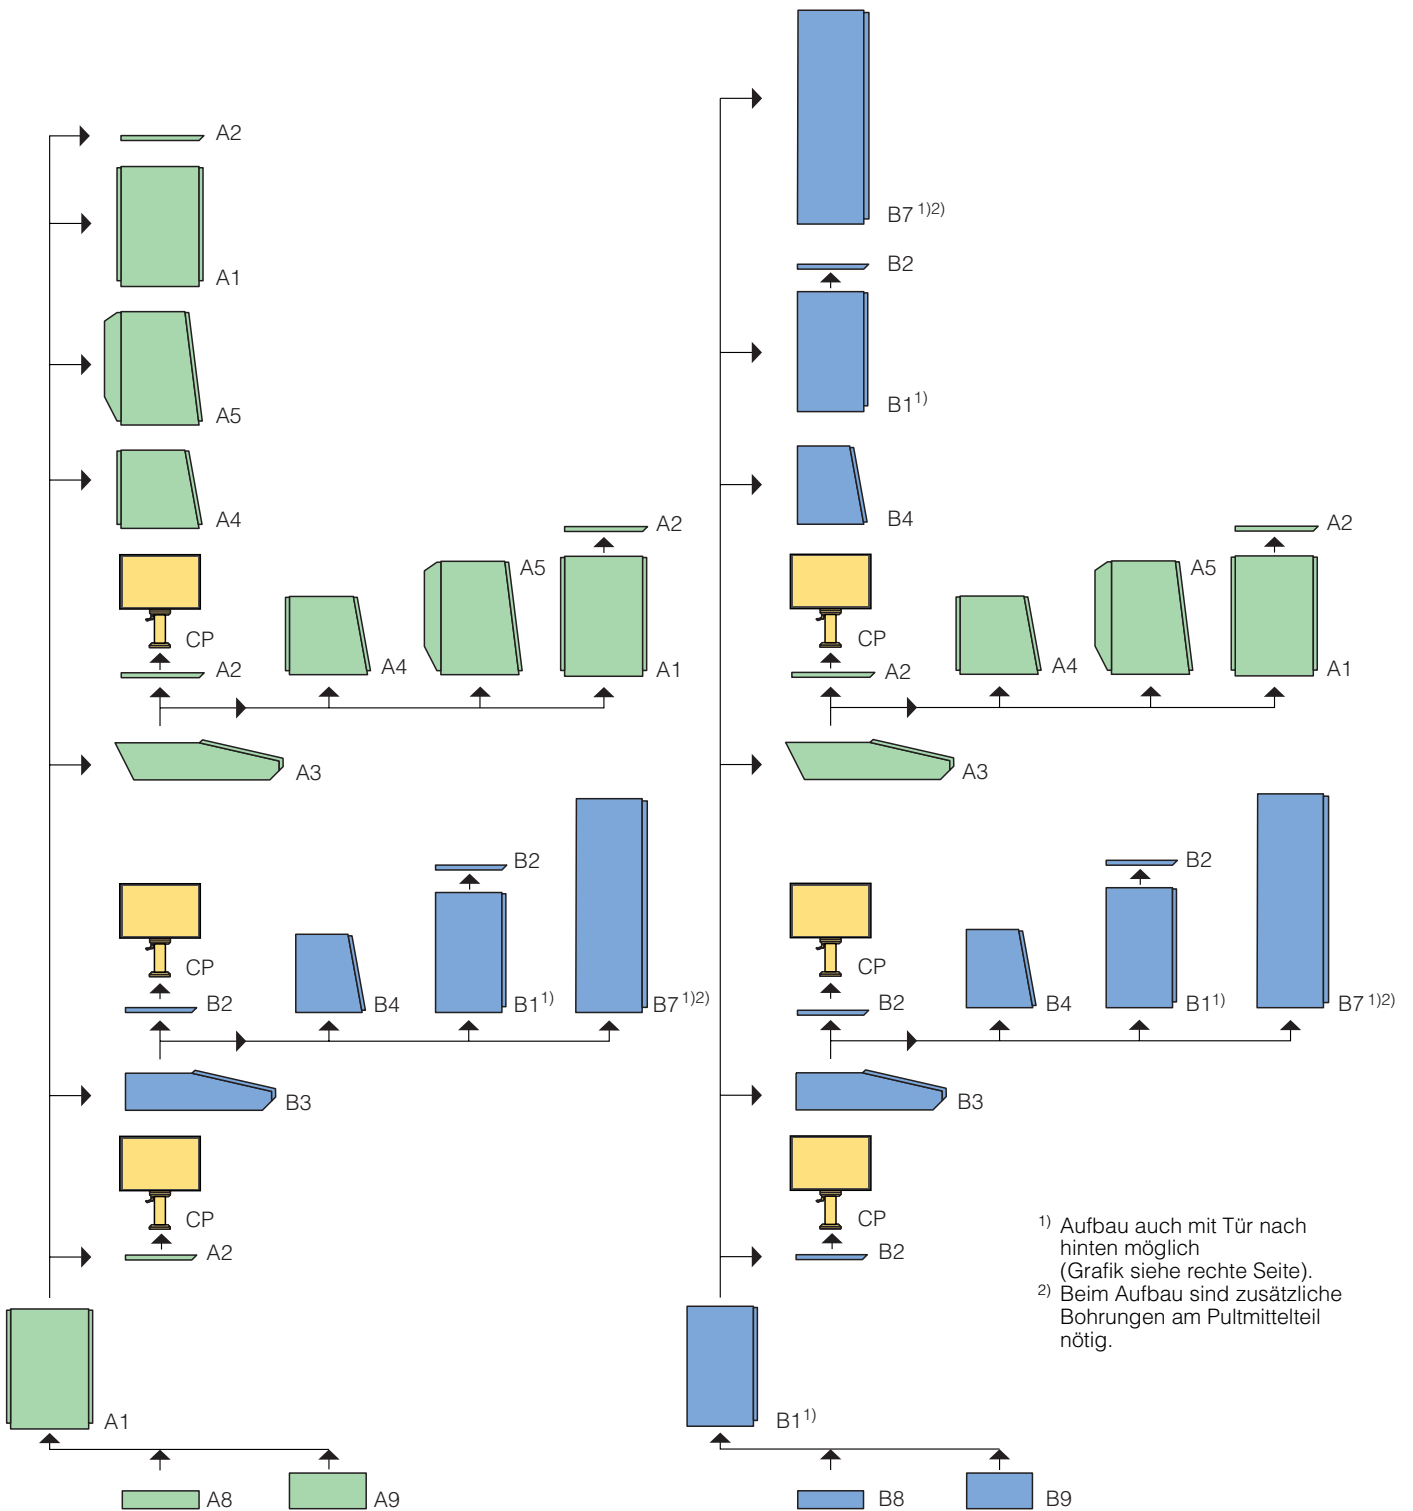 A2
A1
A5
A4
CP
A2
A4
A5
A2
A1
A3
CP
B2
B4
B2
B1 1)
B7 1)2)
B3
CP
A2
A1
A8
A9
B7 1)2)
B2
B1 1)
B4
CP
A2
A4
A5
A2
A1
A3
CP
B2
B4
B2
B1 1)
B7 1)2)
B3
CP
B2
B1 1)
B8
B9
1) Aufbau auch mit Tür nach
hinten möglich
(Grafik siehe rechte Seite).
2) Beim Aufbau sind zusätzliche
Bohrungen am Pultmittelteil
nötig.